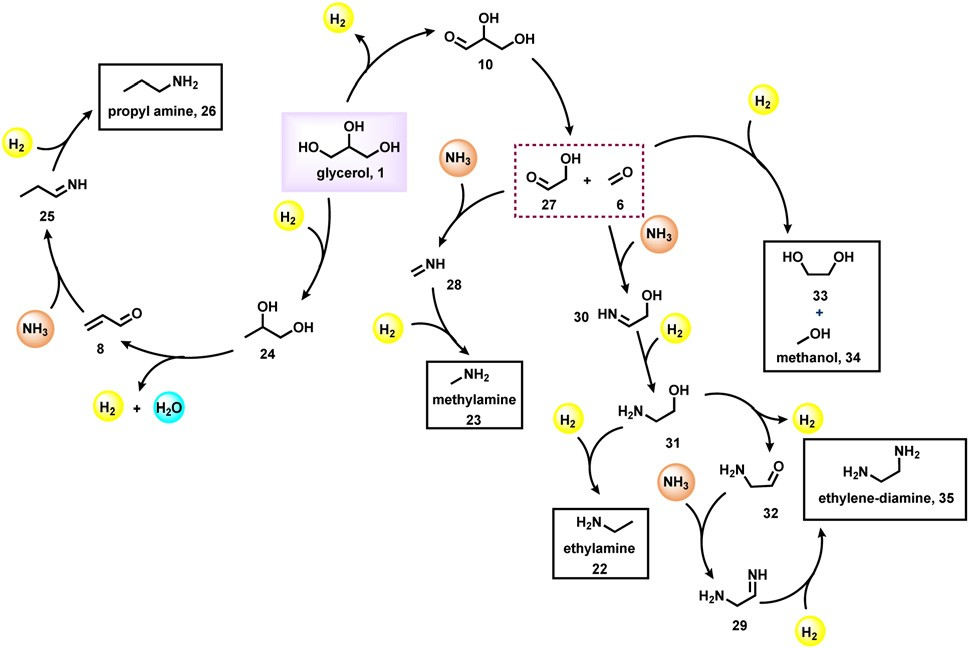 H2
OH
O
OH
10
NH2
propyl amine, 26
H2
OH
HO
OH
glycerol, 1
NH3
H2
OH
O
+
O
27
6
NH
25
H2
NH3
NH
28
HO
OH
33
+
OH
methanol, 34
OH
HN
30
H2
NH3
O
8
OH
OH
24
H2
NH2
methylamine
23
H2
+
H2O
OH
H2N
31
H2
H2
NH2
H2N
ethylene-diamine, 35
H2N
O
32
NH3
H2N
ethylamine
22
NH
H2N
29
H2